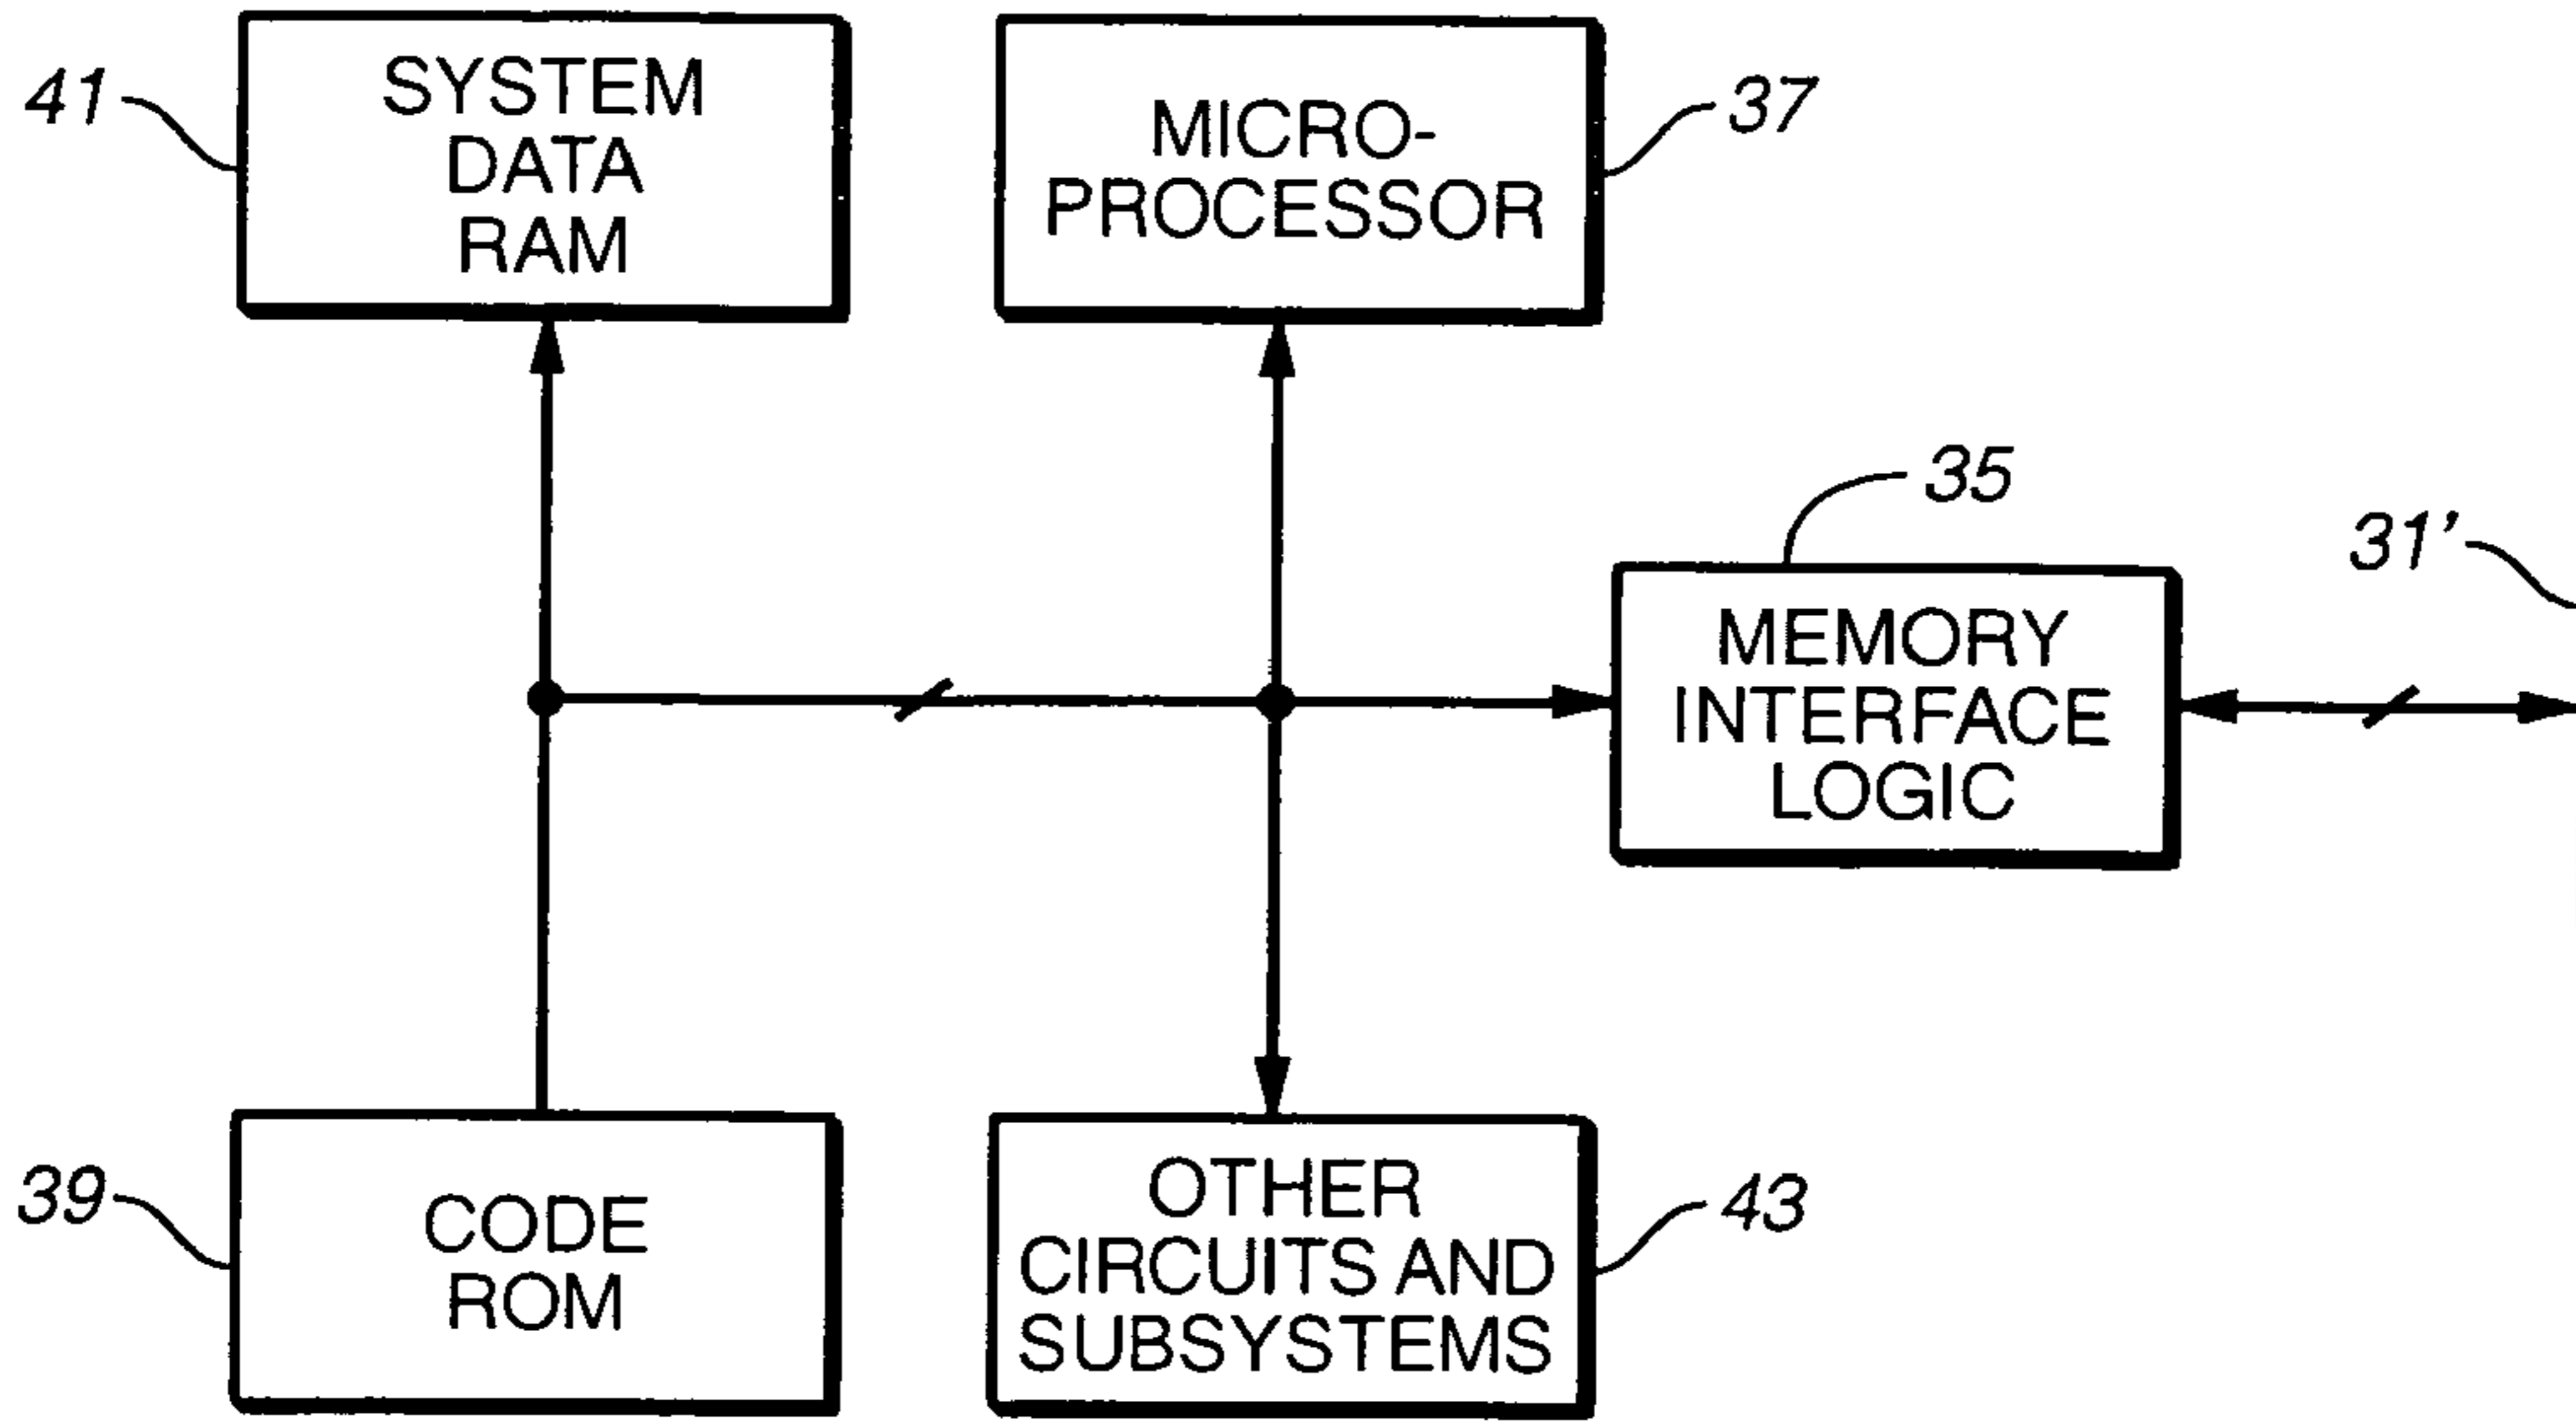 41
SYSTEM
DATA
RAM
MICRO-
PROCESSOR
37
35
31'
MEMORY
INTERFACE
LOGIC
39
CODE
ROM
OTHER
CIRCUITS AND
SUBSYSTEMS
43